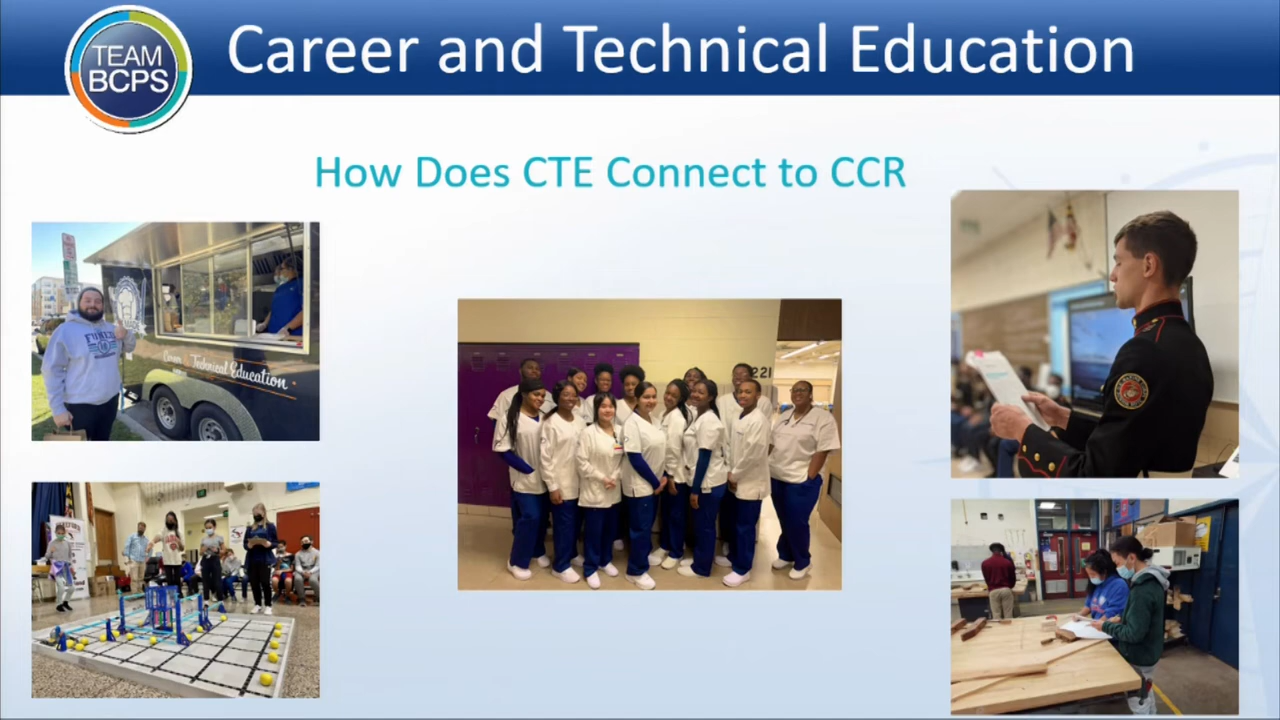 TEAM
BCPS
Career and Technical Education
How Does CTE Connect to CCR
Technical Education
221